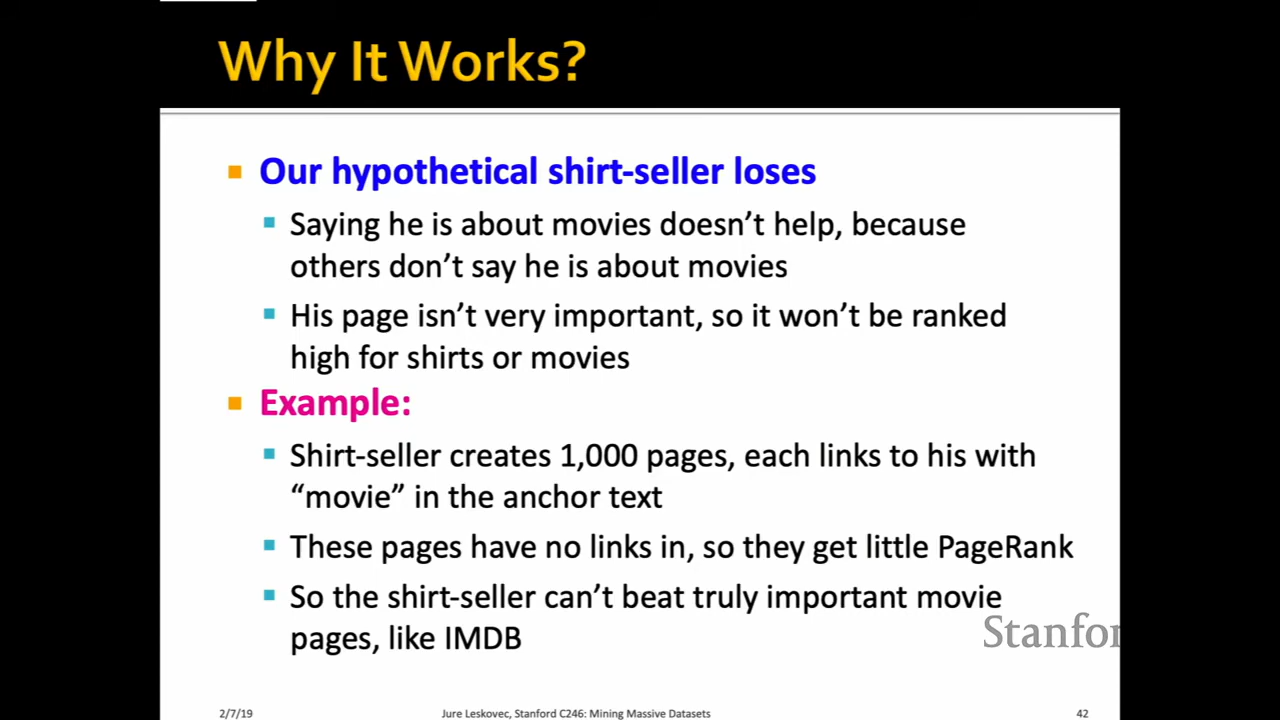 Why It Works?
Our hypothetical shirt-seller loses
Saying he is about movies doesn’t help, because
others don’t say he is about movies
His page isn’t very important, so it won’t be ranked
high for shirts or movies
Example:
Shirt-seller creates 1,000 pages, each links to his with
“movie” in the anchor text
These pages have no links in, so they get little PageRank
So the shirt-seller can’t beat truly important movie
pages, like IMDB
Stanfor
2/7/19
Jure Leskovec, Stanford C246: Mining Massive Datasets
42